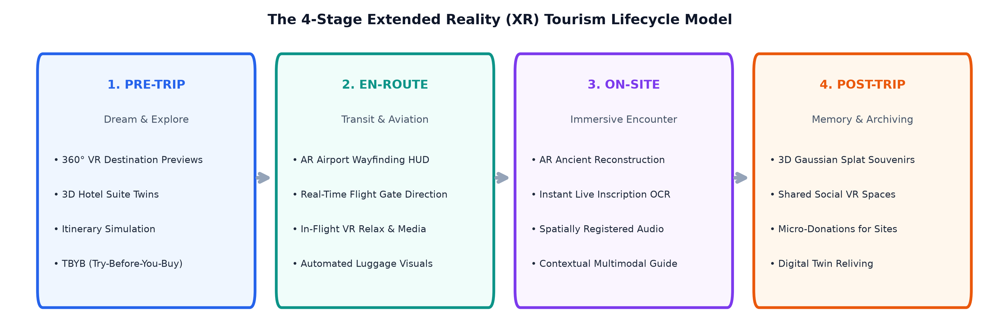 The 4-Stage Extended Reality (XR) Tourism Lifecycle Model
1. PRE-TRIP
Dream & Explore
• 360° VR Destination Previews
• 3D Hotel Suite Twins
• Itinerary Simulation
• TBYB (Try-Before-You-Buy)
2. EN-ROUTE
Transit & Aviation
• AR Airport Wayfinding HUD
• Real-Time Flight Gate Direction
• In-Flight VR Relax & Media
• Automated Luggage Visuals
3. ON-SITE
Immersive Encounter
• AR Ancient Reconstruction
• Instant Live Inscription OCR
• Spatially Registered Audio
• Contextual Multimodal Guide
4. POST-TRIP
Memory & Archiving
• 3D Gaussian Splat Souvenirs
• Shared Social VR Spaces
• Micro-Donations for Sites
• Digital Twin Reliving